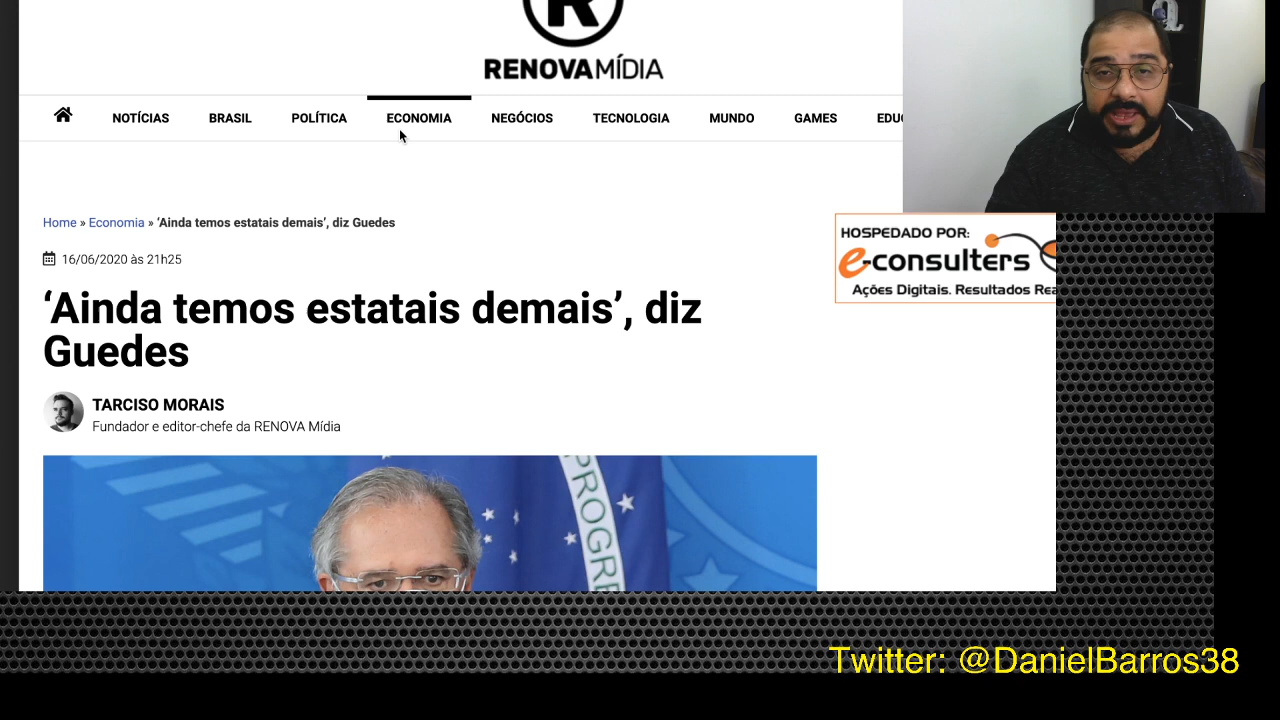 R
RENOVAMÍDIA
NOTÍCIAS BRASIL POLÍTICA ECONOMIA NEGÓCIOS TECNOLOGIA MUNDO GAMES
Home » Economia » ‘Ainda temos estatais demais’, diz Guedes
16/06/2020 às 21h25
‘Ainda temos estatais demais’, diz
Guedes
TARCISO MORAIS
Fundador e editor-chefe da RENOVA Mídia
HOSPEDADO POR:
e-consulters
Ações Digitais. Resultados
PROGRE
Twitter: @DanielBarros38